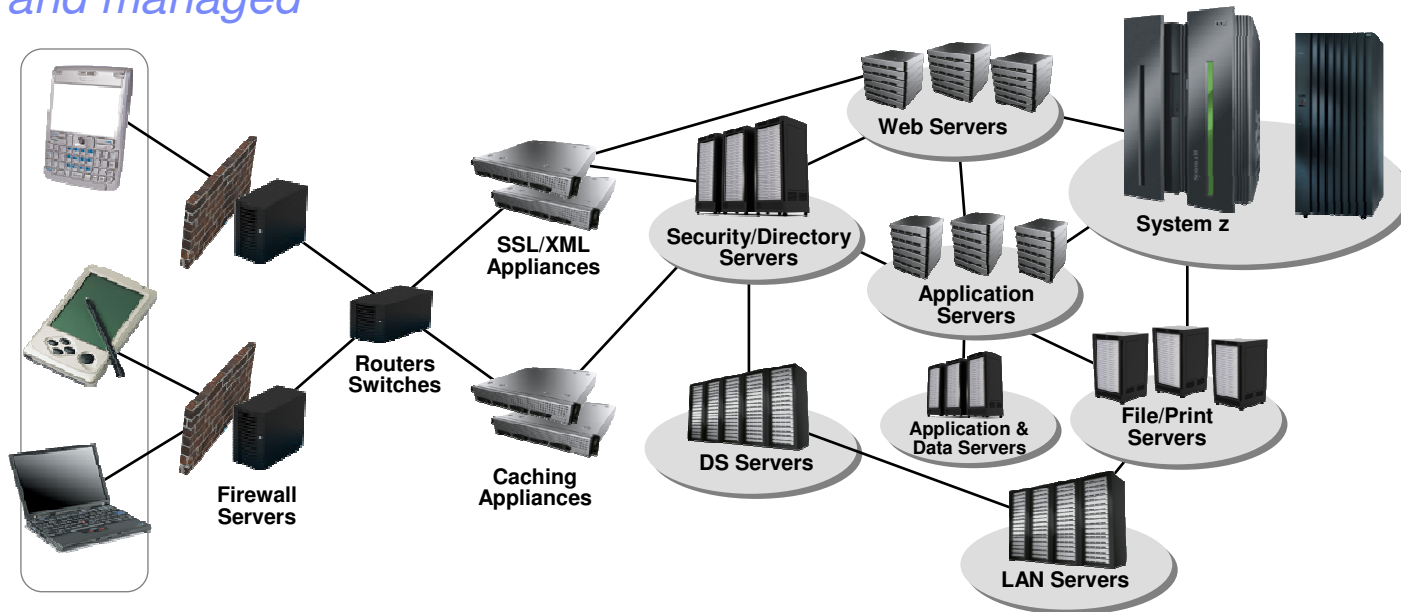 and managed
Web Servers
System z
SSL/XML
Appliances
Security/Directory
Servers
Application
Servers
Routers
Switches
File/Print
Servers
Application &
Data Servers
DS Servers
Caching
Appliances
Firewall
Servers
LAN Servers